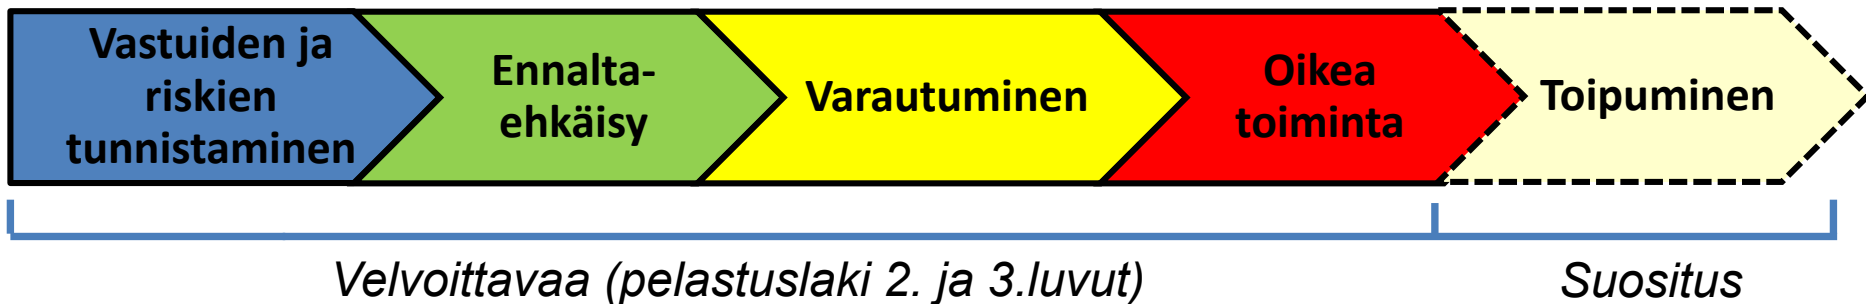 Vastuiden ja
riskien
tunnistaminen
Ennalta-
ehkäisy
Varautuminen
Oikea
toiminta
Toipuminen
Velvoittavaa (pelastuslaki 2. ja 3.luvut)
Suositus